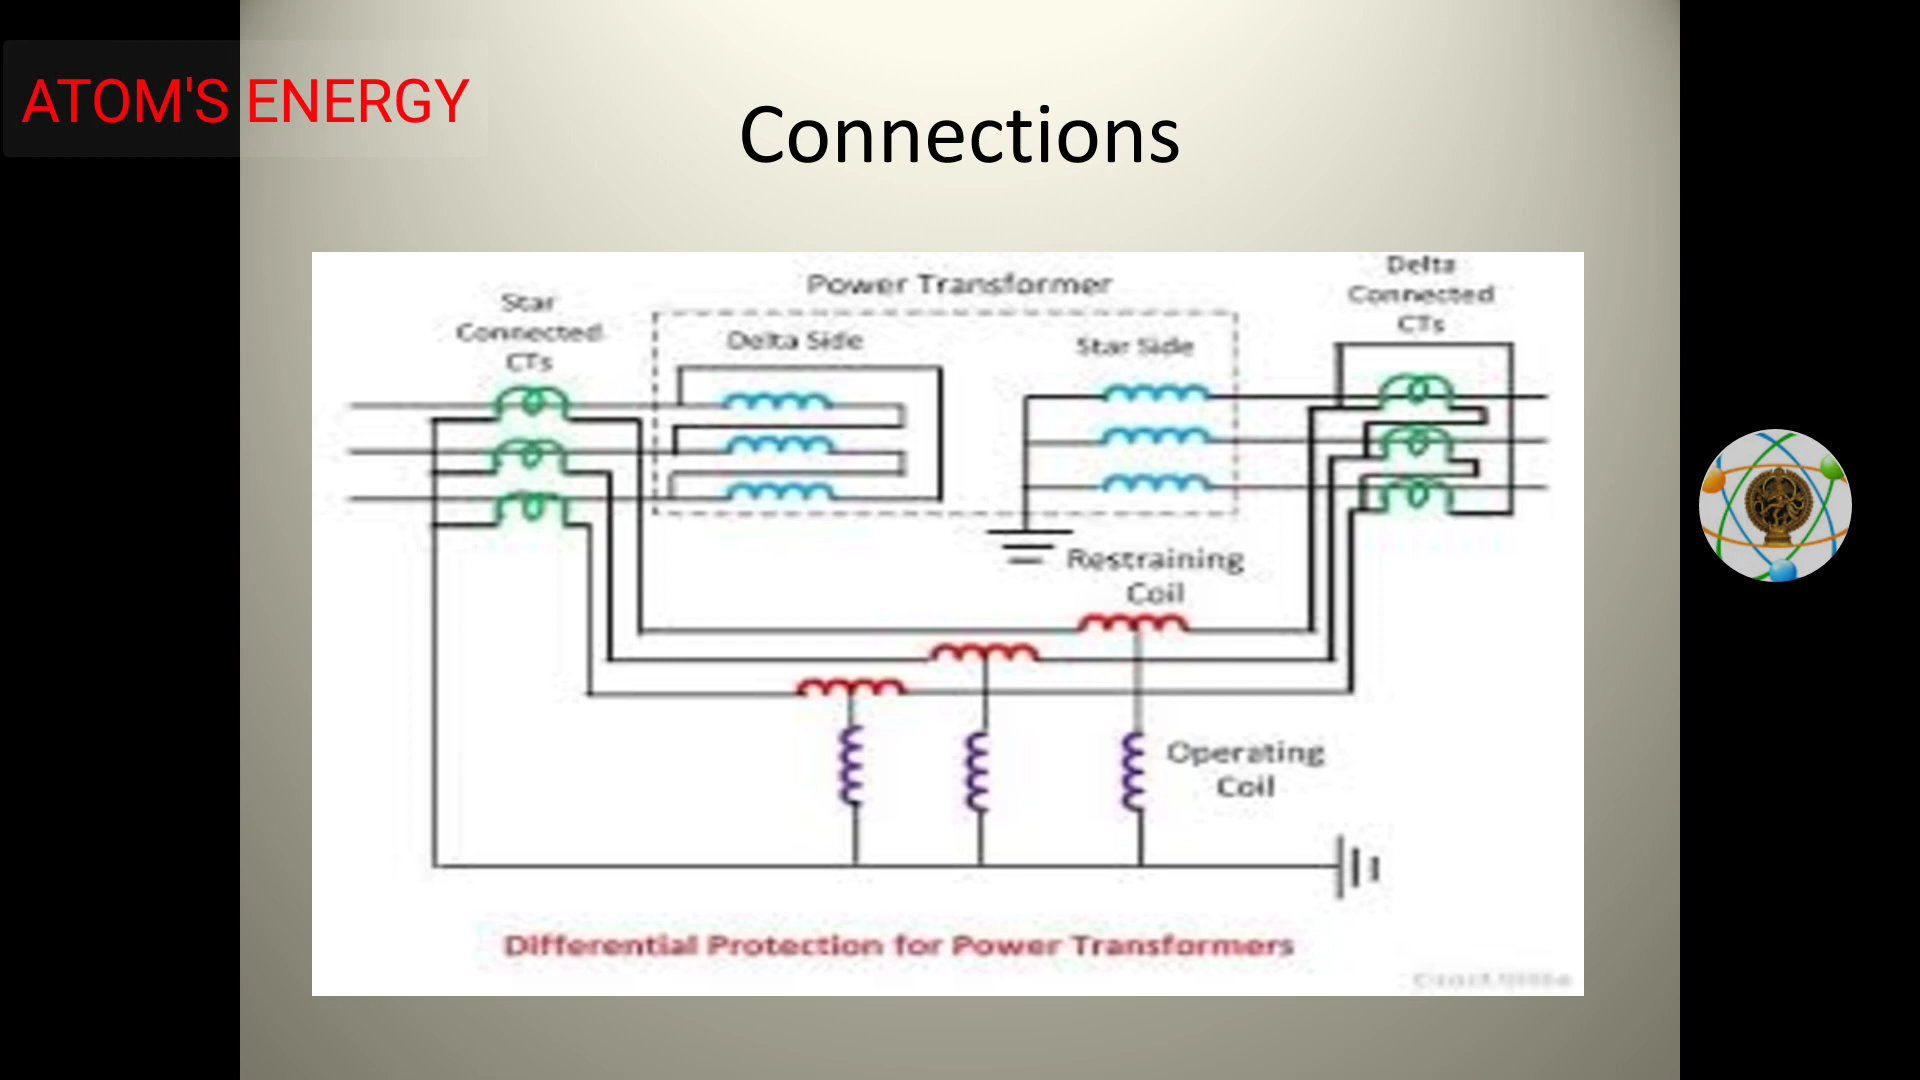 ATOM'S ENERGY
Connections
Power Transformer
Delta
Connected
CTs
Star
Connected
CTs
Delta Side
Star Side
Restraining
Coil
Operating
Coil
Differential Protection for Power Transformers